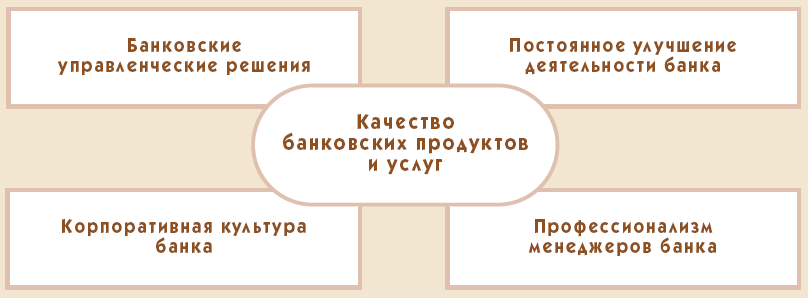 Банковские
управленческие решения
Постоянное улучшение
деятельности банка
Качество
банковских продуктов
и услуг
Корпоративная культура
банка
Профессионализм
менеджеров банка